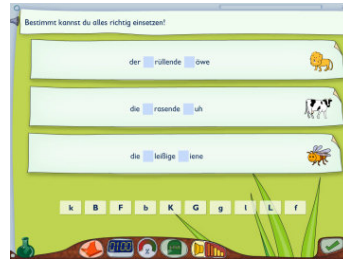 Bestimmt kannst du alles richtig einsetzen!
der rüllende öwe
die rasende uh
die leißige iene
k B F b K G g l L f